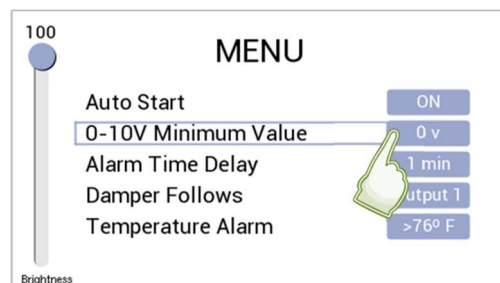 100
MENU
Auto Start ON
0-10V Minimum Value 0 v
Alarm Time Delay 1 min
Damper Follows utput 1
Temperature Alarm >76º F
Brightness